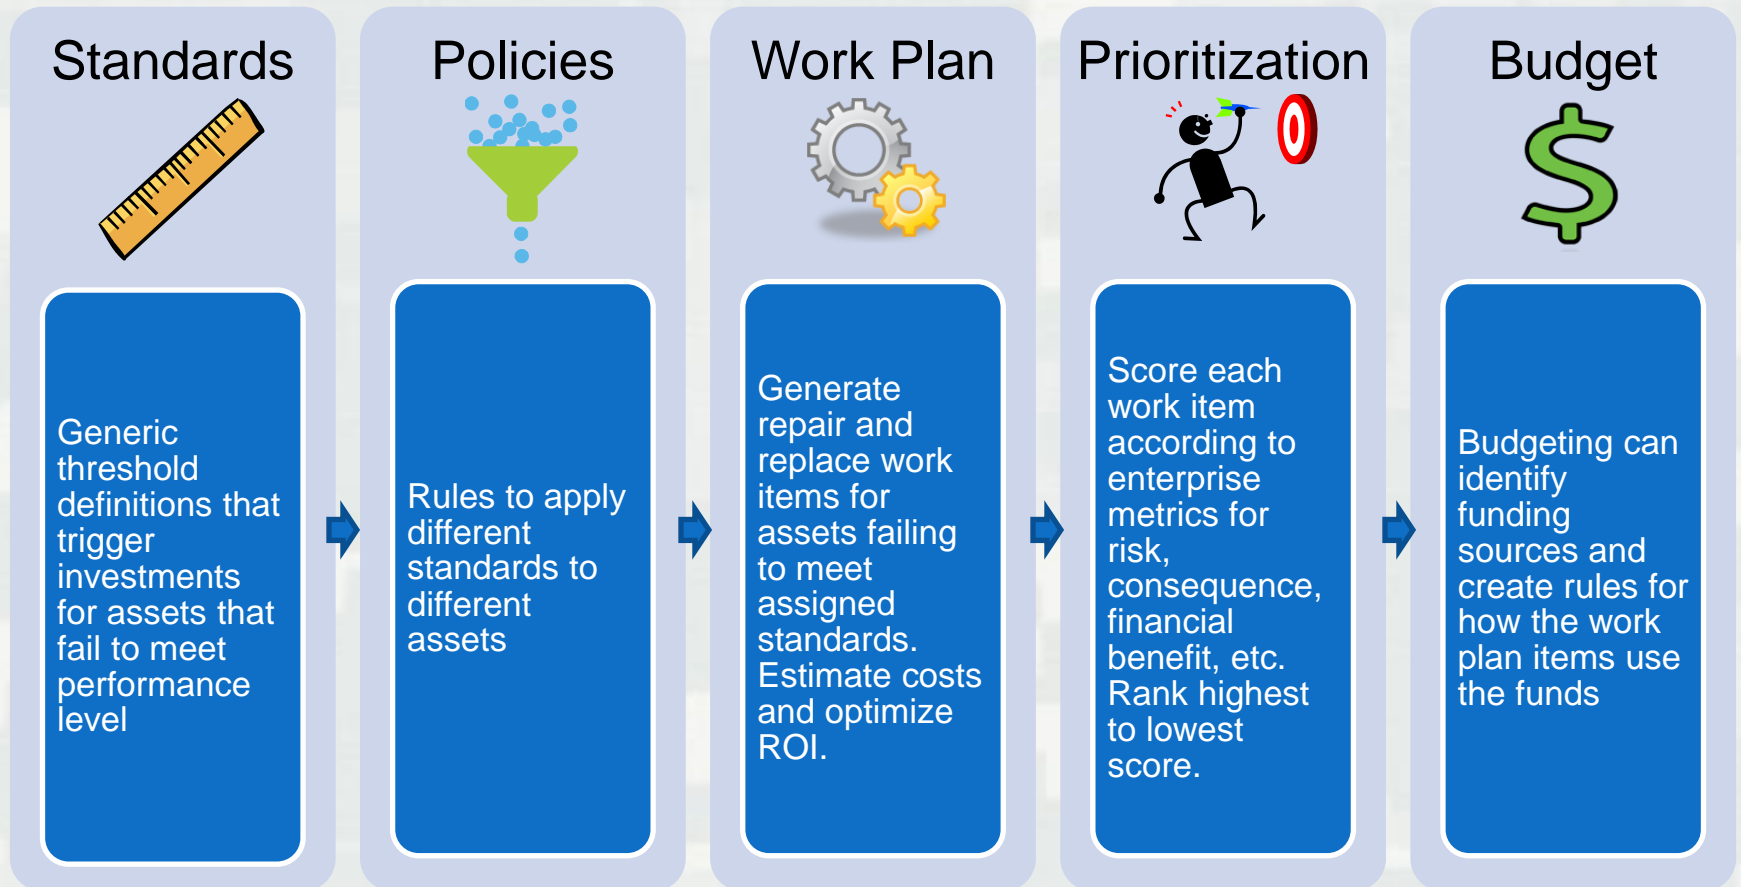 Standards
Generic
threshold
definitions that
trigger
investments
for assets that
fail to meet
performance
level
Policies
Rules to apply
different
standards to
different
assets
Work Plan
Generate
repair and
replace work
items for
assets failing
to meet
assigned
standards.
Estimate costs
and optimize
ROI.
Prioritization
Score each
work item
according to
enterprise
metrics for
risk,
consequence,
financial
benefit, etc.
Rank highest
to lowest
score.
Budget
$
Budgeting can
identify
funding
sources and
create rules for
how the work
plan items use
the funds